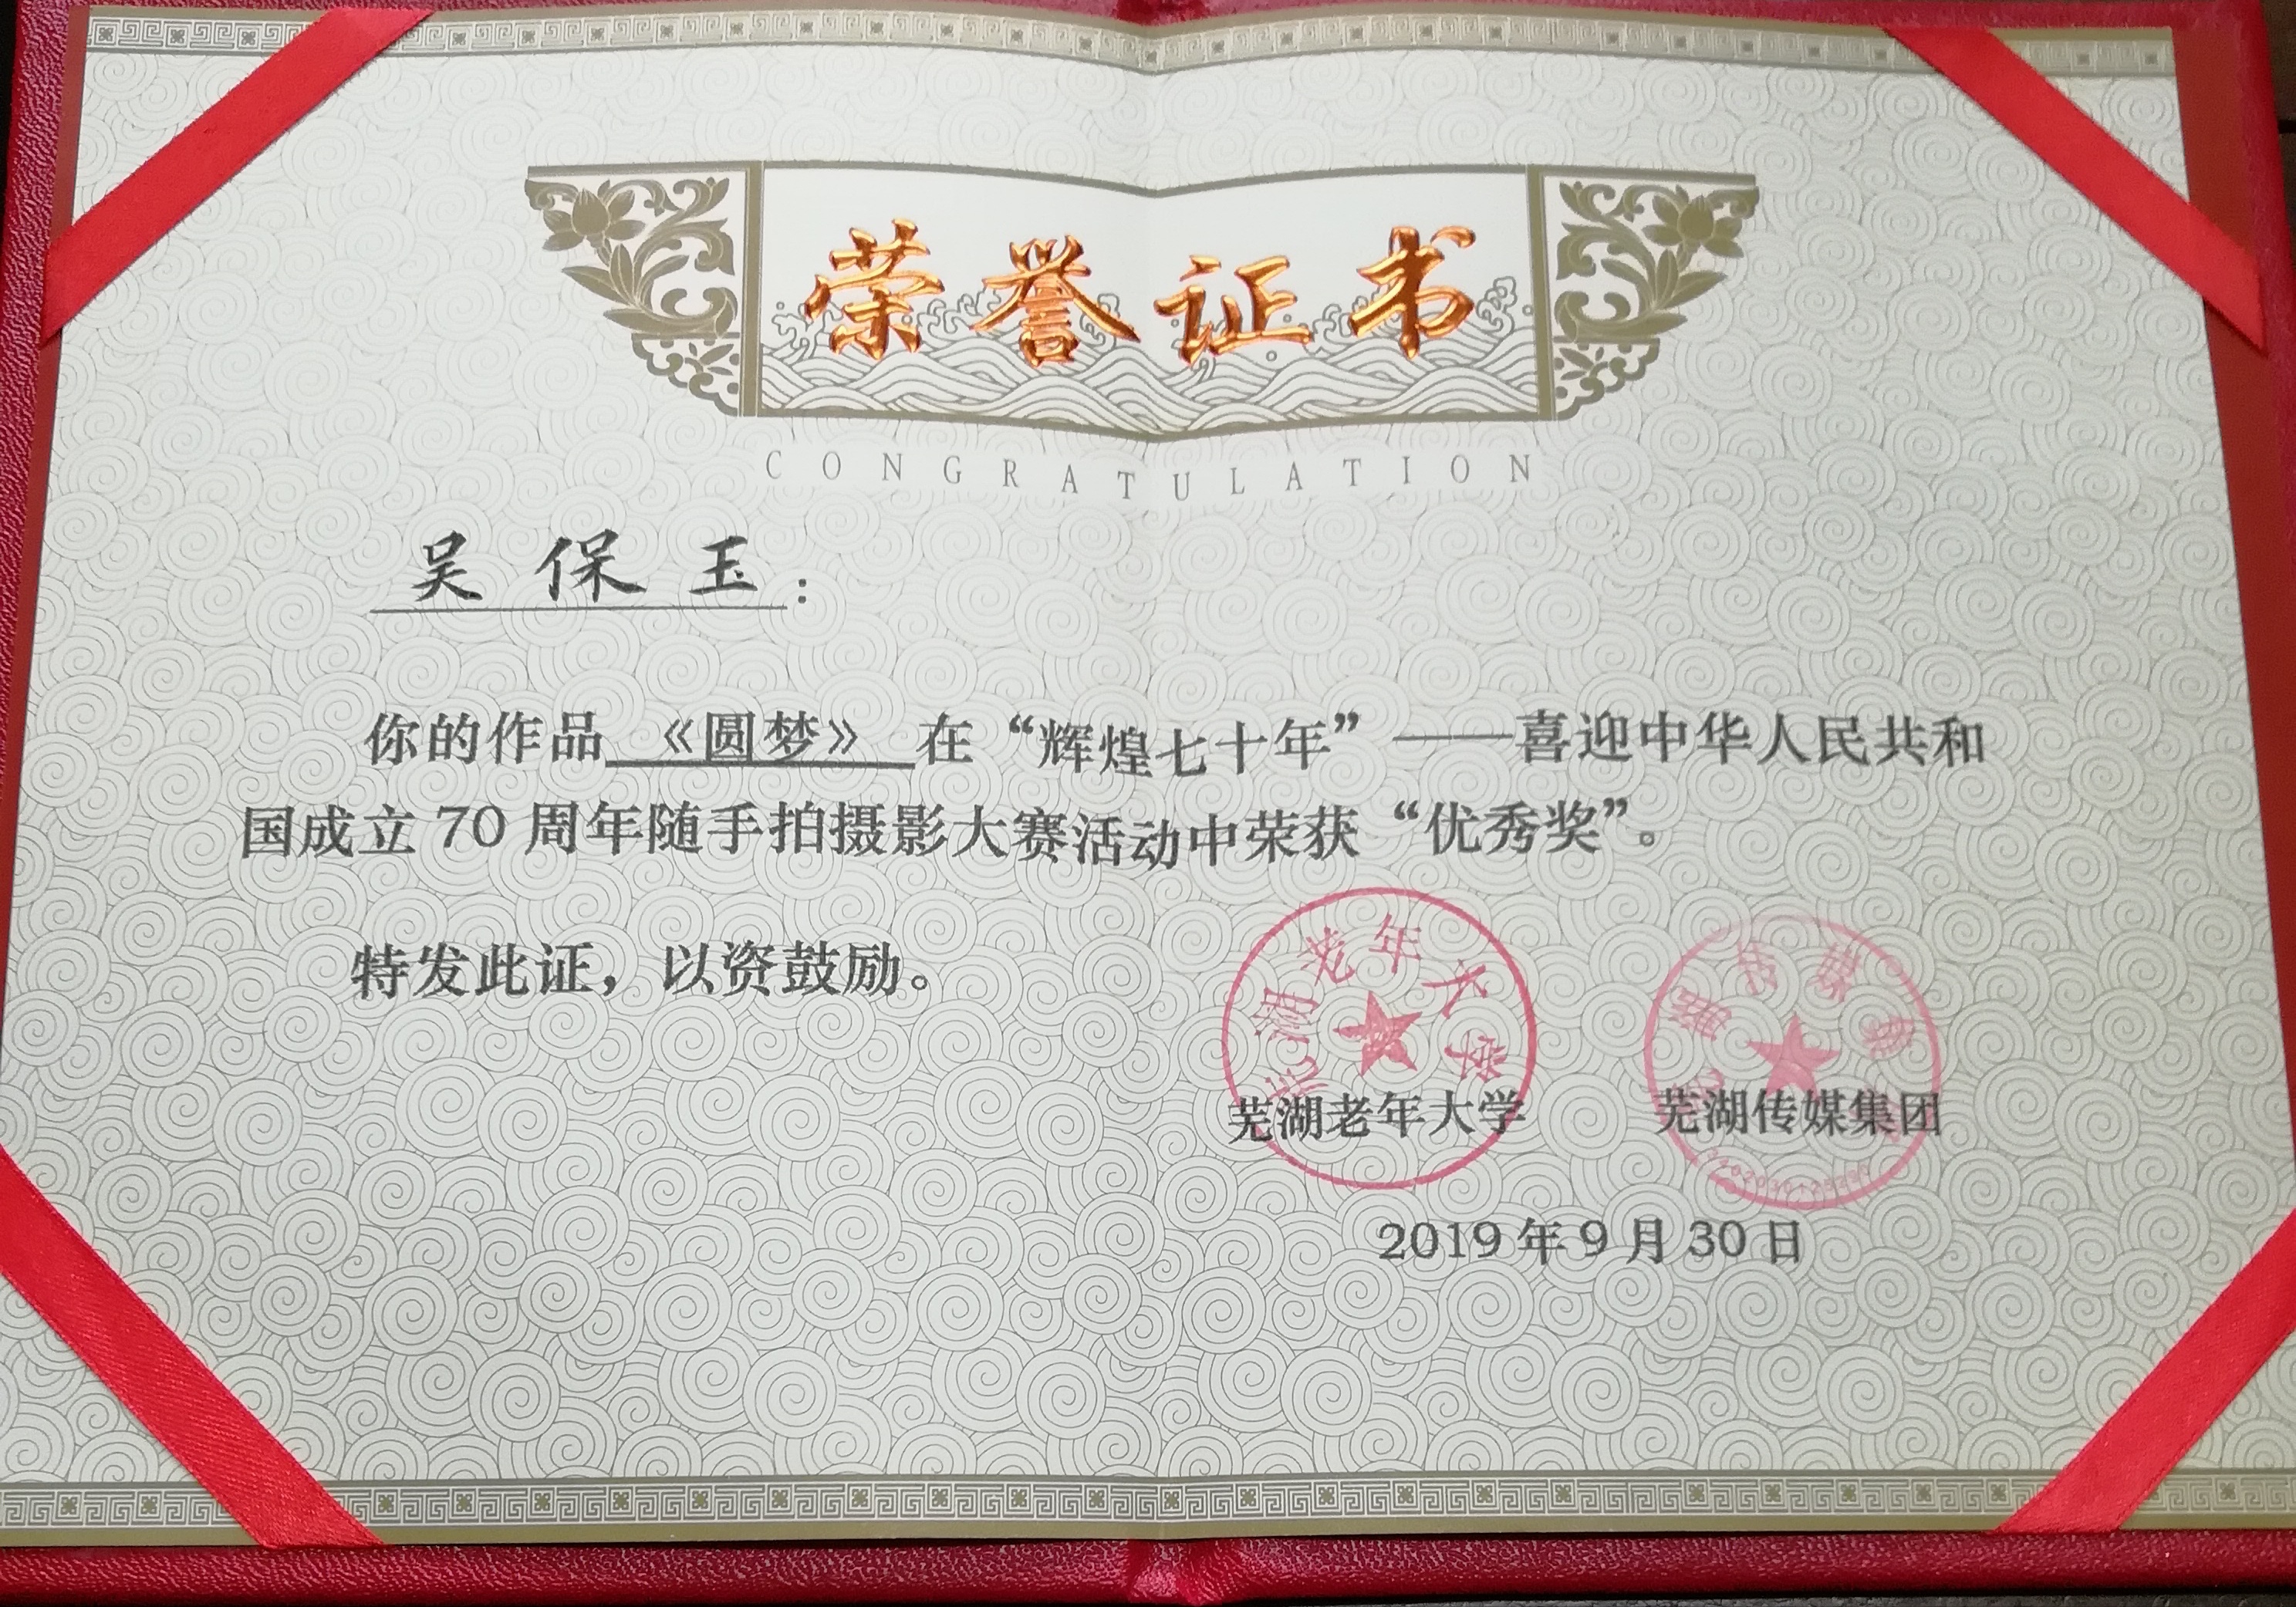 荣誉证书
CONGRATULATION
吴保玉：
你的作品《圆梦》在“辉煌七十年”——喜迎中华人民共和
国成立70周年随手拍摄影大赛活动中荣获“优秀奖”。
特发此证，以资鼓励。
芜湖老年大学
芜湖老年大学 芜湖传媒集团
2019年9月30日